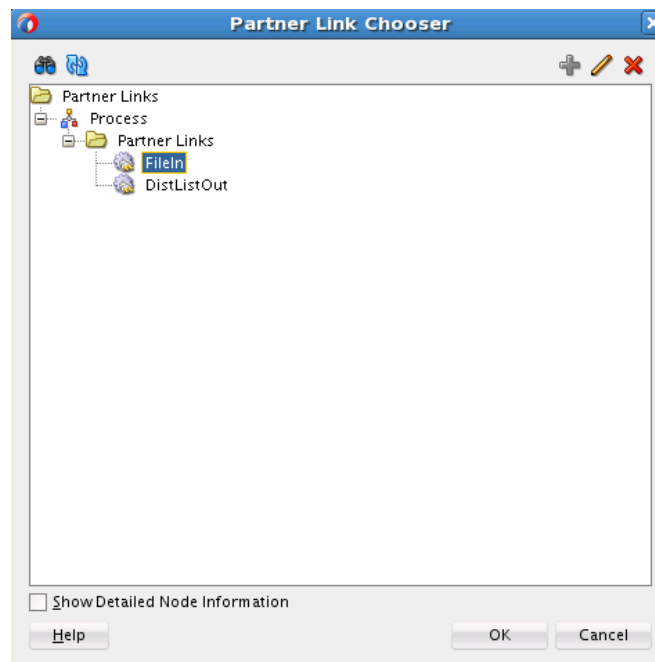 Partner Link Chooser
Partner Links
Process
Partner Links
FileIn
DistListOut
Show Detailed Node Information
Help OK Cancel